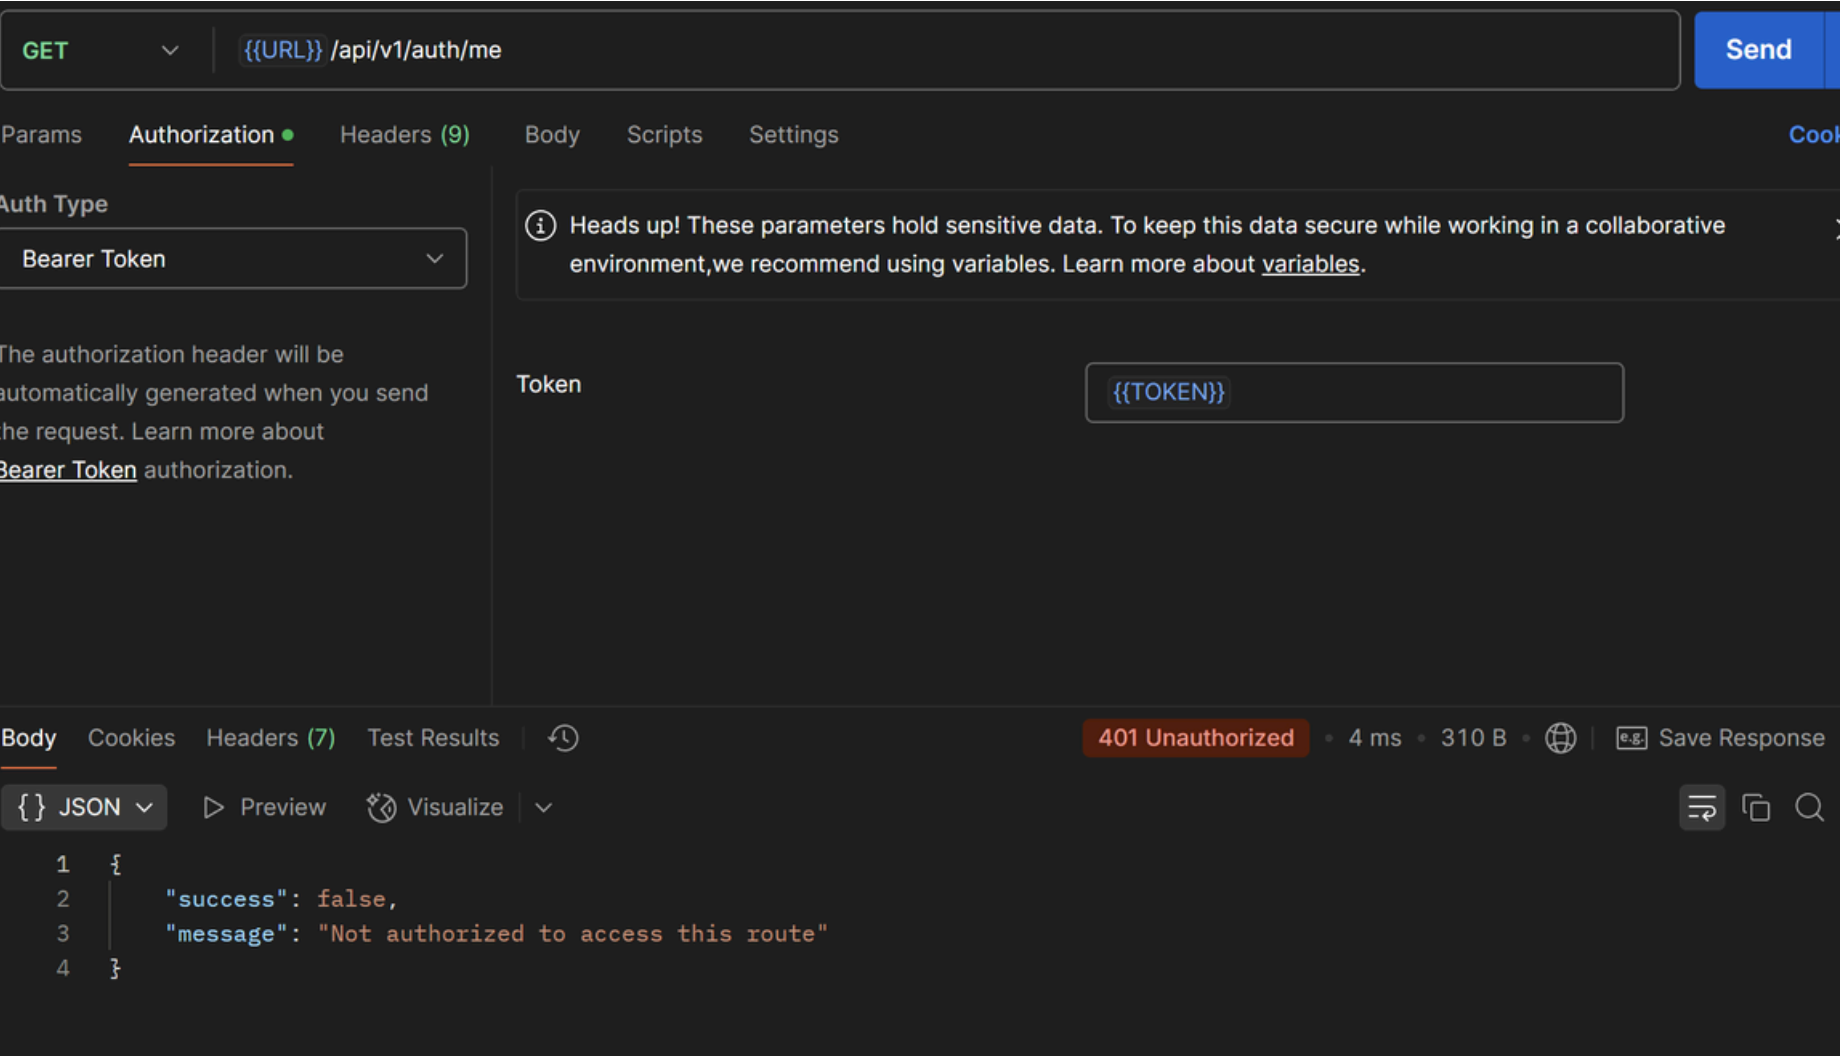 GET {{URL}} /api/v1/auth/me Send
Params Authorization Headers (9) Body Scripts Settings
Auth Type
Bearer Token
The authorization header will be
automatically generated when you send
the request. Learn more about
Bearer Token authorization.
Heads up! These parameters hold sensitive data. To keep this data secure while working in a collaborative
environment,we recommend using variables. Learn more about variables.
Token {{TOKEN}}
Body Cookies Headers (7) Test Results 401 Unauthorized • 4 ms • 310 B • e.g. Save Response
{ } JSON Preview Visualize
1 {
2 "success": false,
3 "message": "Not authorized to access this route"
4 }